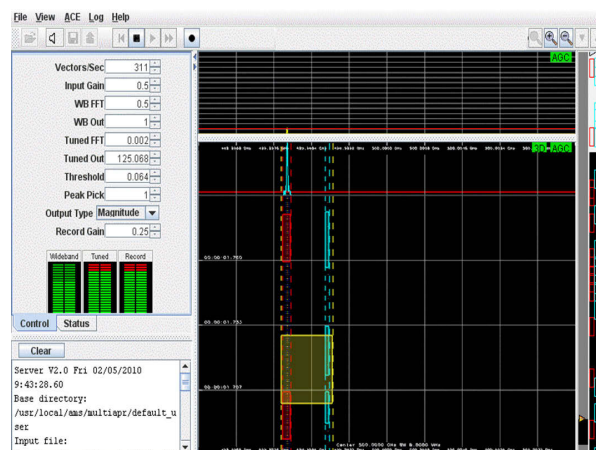 File View ACE Log Help
AGC
Vectors/Sec 311
Input Gain 0.5
WB FFT 0.5
WB Out 1
Tuned FFT 0.002
3D-AGC
Tuned Out 125.068
Threshold 0.064
Peak Pick 1
Output Type Magnitude
Record Gain 0.25
Wideband Tuned Record
Control Status
Clear
Server V2.0 Fri 02/05/2010
9:43:28.60
Base directory:
/usr/local/ams/multiapr/default_u
ser
Input file: